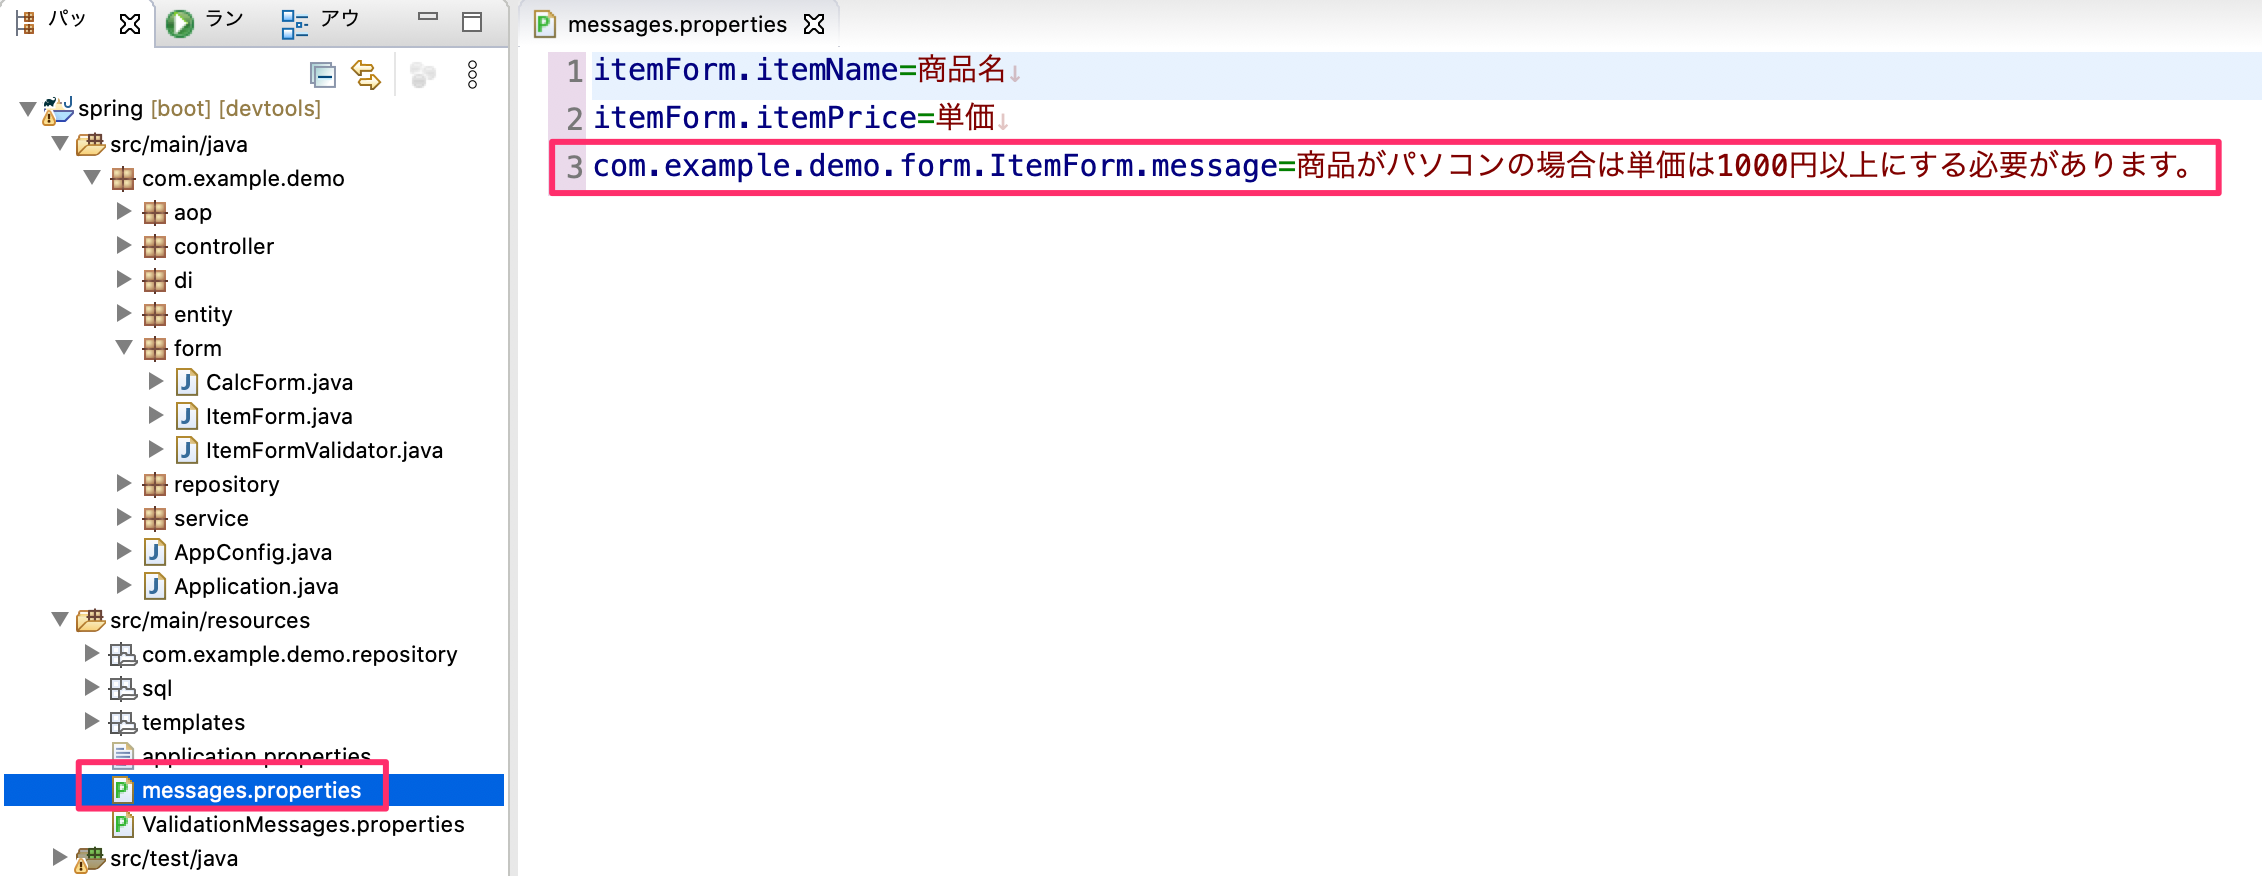 パッ
ラン
アウ
spring [boot] [devtools]
src/main/java
com.example.demo
aop
controller
di
entity
form
CalcForm.java
ItemForm.java
ItemFormValidator.java
repository
service
AppConfig.java
Application.java
src/main/resources
com.example.demo.repository
sql
templates
application.properties
messages.properties
ValidationMessages.properties
src/test/java
messages.properties
1 itemForm.itemName=商品名↓
2 itemForm.itemPrice=単価↓
3 com.example.demo.form.ItemForm.message=商品がパソコンの場合は単価は1000円以上にする必要があります。